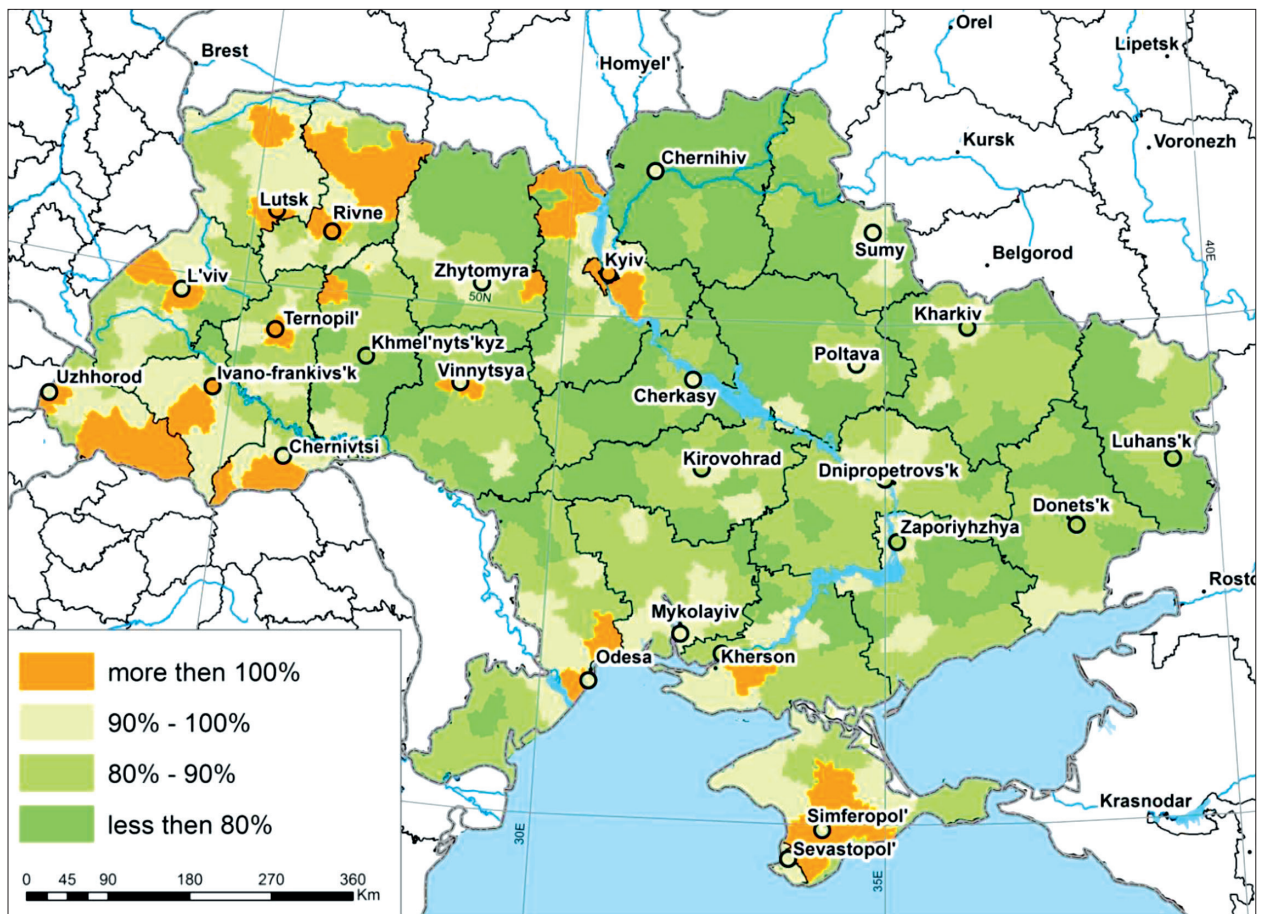 Orel
Lipetsk
Brest
Homyel'
Kursk
Voronezh
Chernihiv
Lutsk
Rivne
Sumy
40E
Belgorod
Kyiv
L'viv
Zhytomyra
50N
Kharkiv
Ternopil'
Khmel'nyts'kyz
Poltava
Uzhhorod
Ivano-frankivs'k
Vinnytsya
Cherkasy
Chernivtsi
Luhans'k
Kirovohrad
Dnipropetrovs'k
Donets'k
Zaporiyhzhya
Rosto
Mykolayiv
Odesa
Kherson
more then 100%
90% - 100%
80% - 90%
less then 80%
Krasnodar
Simferopol'
30E
Sevastopol'
35E
0 45 90 180 270 360
Km